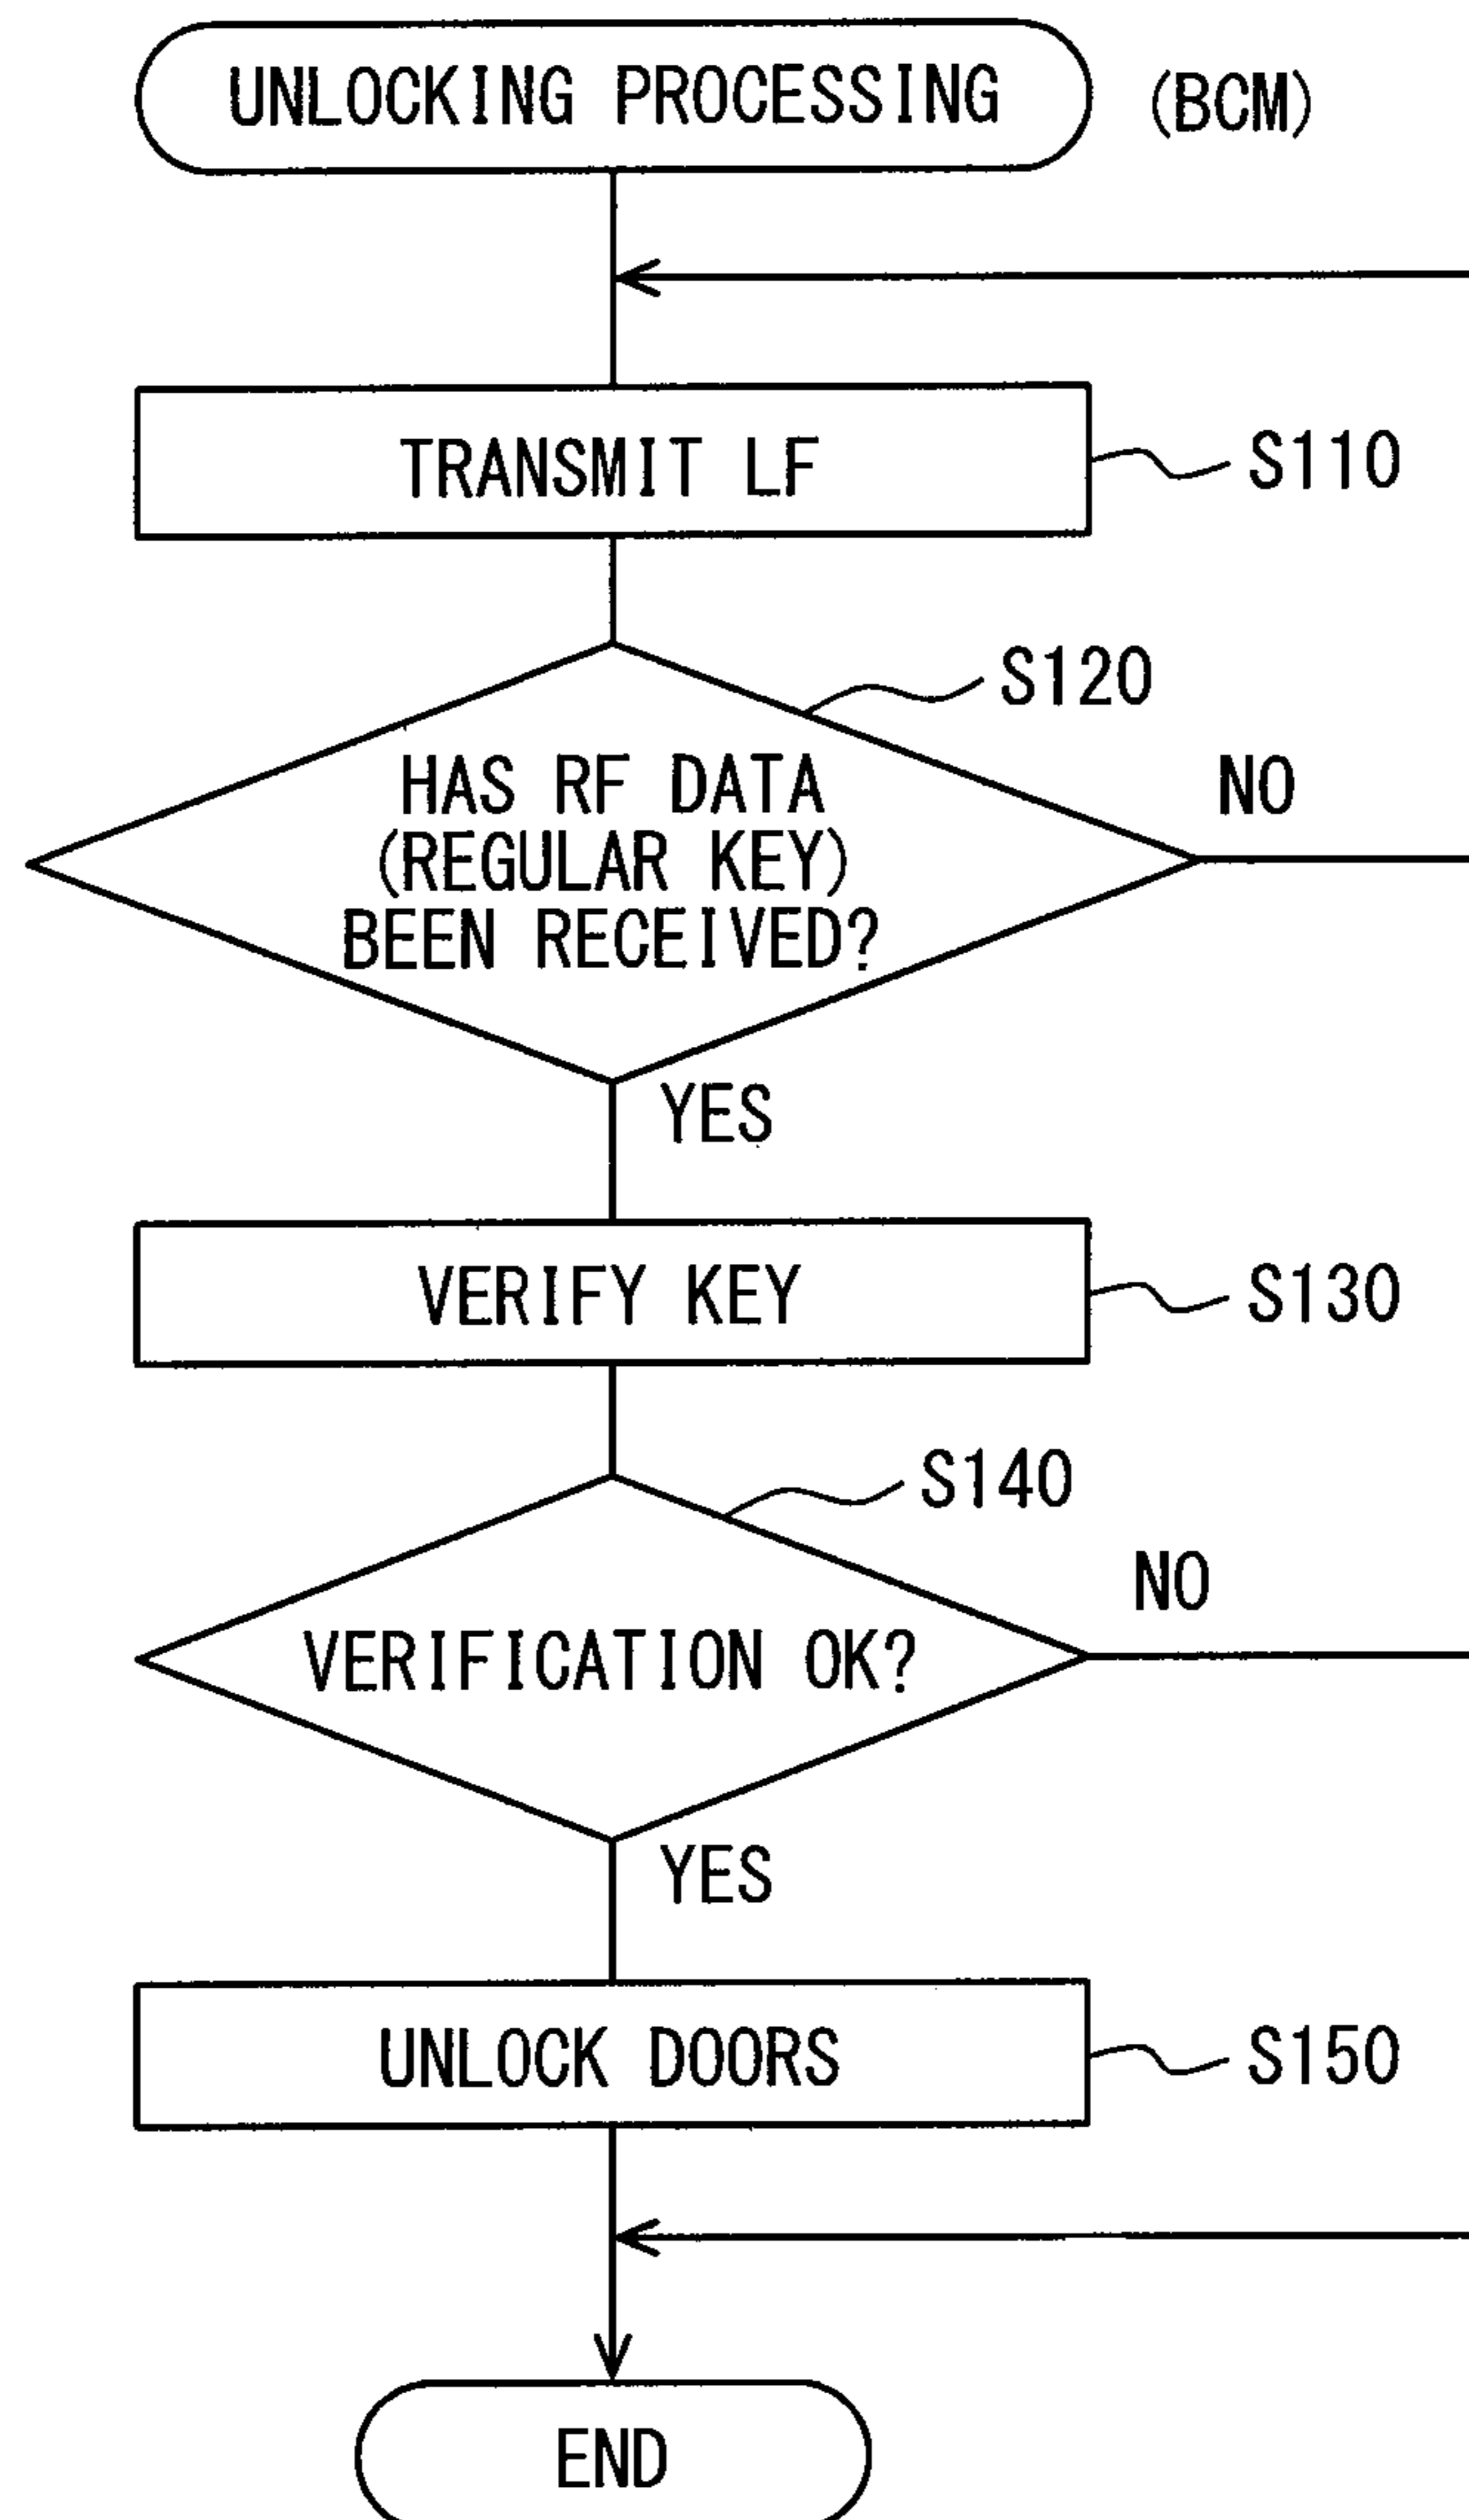 UNLOCKING PROCESSING
(BCM)
TRANSMIT LF
S110
S120
HAS RF DATA
(REGULAR KEY)
BEEN RECEIVED?
NO
YES
VERIFY KEY
S130
S140
NO
VERIFICATION OK?
YES
UNLOCK DOORS
S150
END